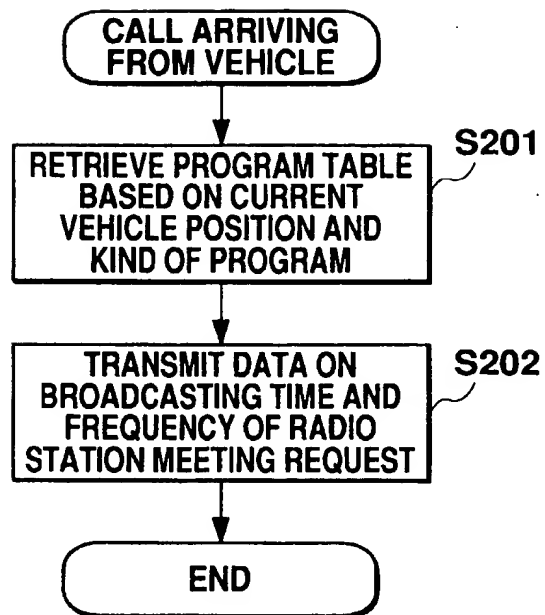 CALL ARRIVING
FROM VEHICLE
S201
RETRIEVE PROGRAM TABLE
BASED ON CURRENT
VEHICLE POSITION AND
KIND OF PROGRAM
S202
TRANSMIT DATA ON
BROADCASTING TIME AND
FREQUENCY OF RADIO
STATION MEETING REQUEST
END